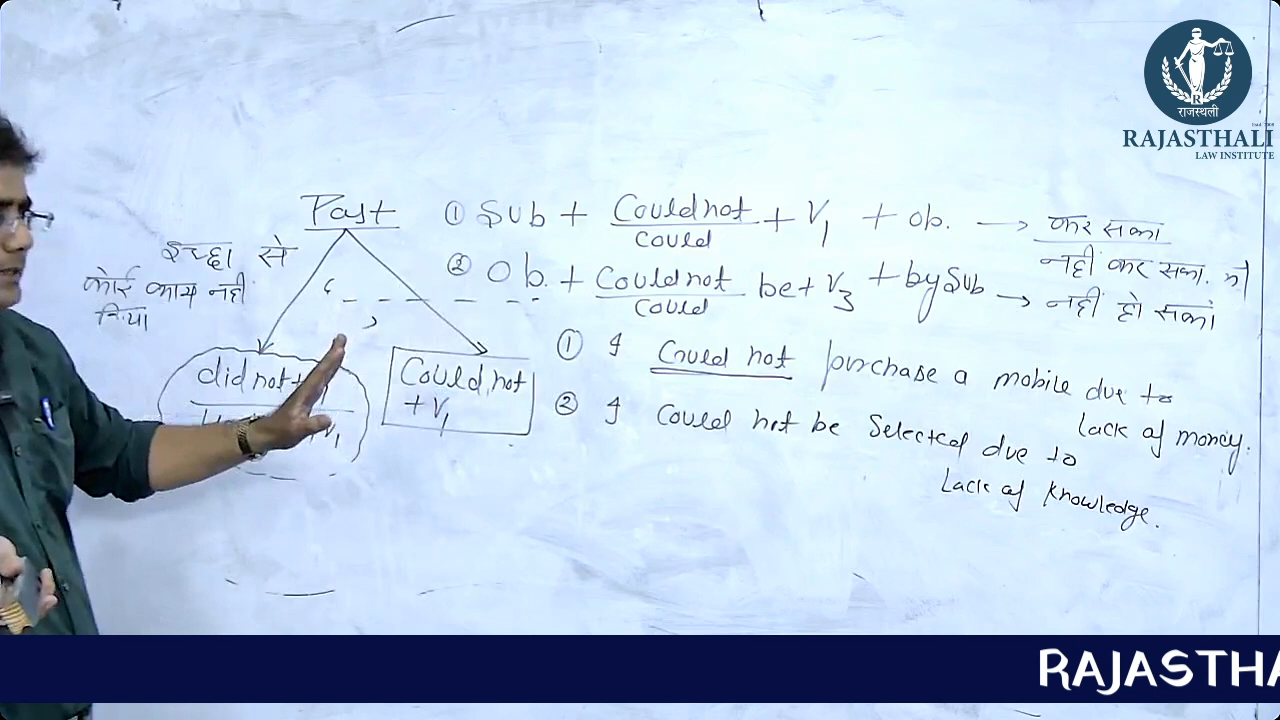 राजस्थली
RAJASTHALI
LAW INSTITUTE
Past
① Sub + Could not / Could + V1 + ob. → कर सका
नहीं कर सका.
② Ob. + Could not / Could be + V3 + by Sub → नहीं हो सका
इच्छा से
कोई काय नहीं
किया
did not +
V1
Could not
+ V1
① I Could not purchase a mobile due to
lack of money.
② I Could not be Selected due to
Lack of Knowledge.
RAJASTHA